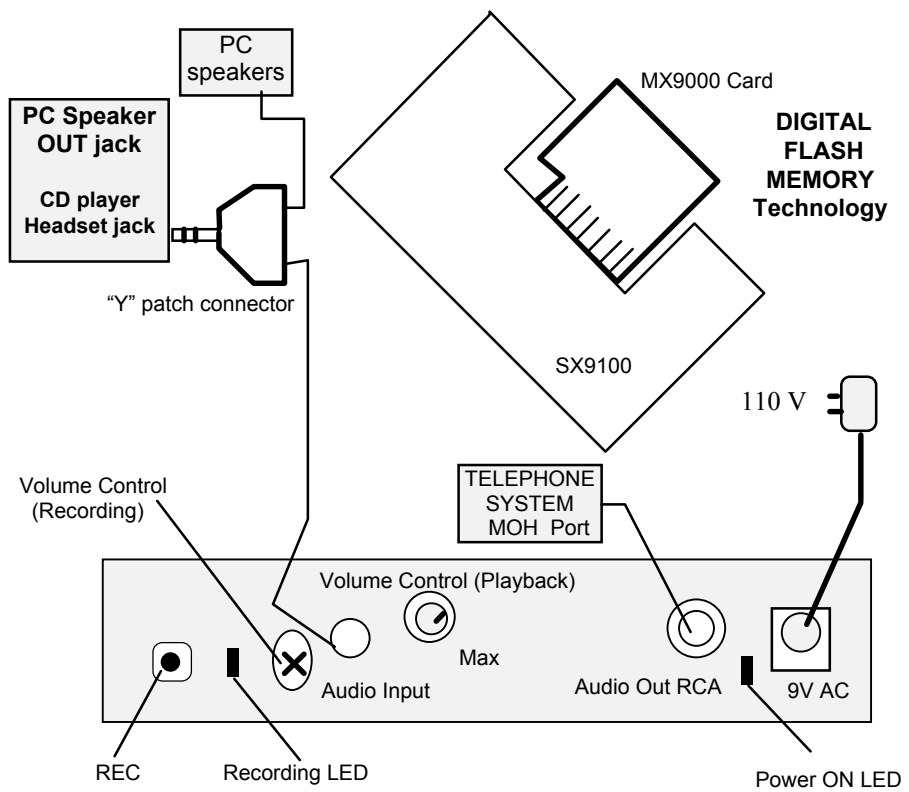 PC
speakers
PC Speaker
OUT jack
CD player
Headset jack
“Y” patch connector
MX9000 Card
DIGITAL
FLASH
MEMORY
Technology
SX9100
110 V
Volume Control
(Recording)
TELEPHONE
SYSTEM
MOH Port
Volume Control (Playback)
Max
Audio Input
Audio Out RCA
9V AC
REC
Recording LED
Power ON LED